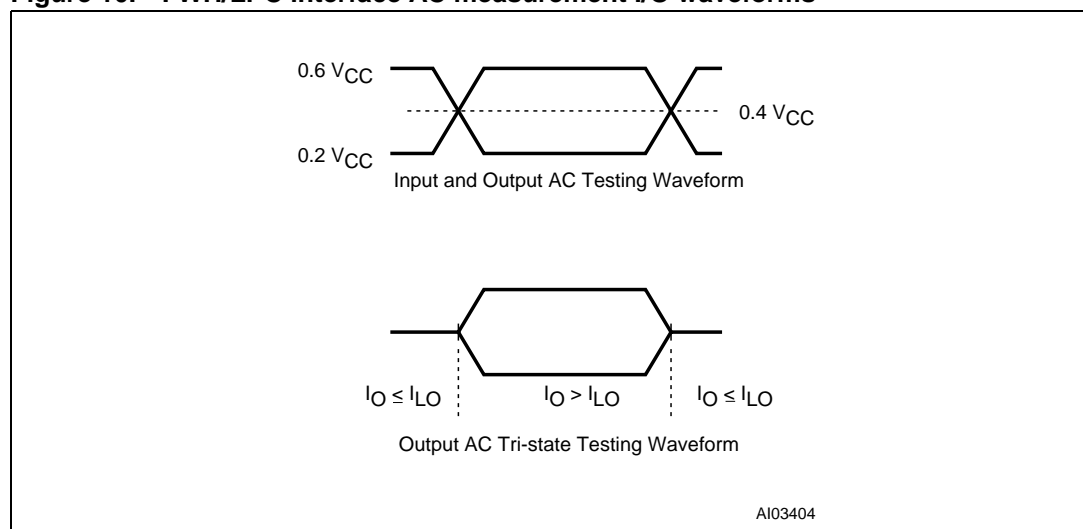 0.6 VCC
0.4 VCC
0.2 VCC
Input and Output AC Testing Waveform
IO ≤ ILO IO > ILO IO ≤ ILO
Output AC Tri-state Testing Waveform
AI03404